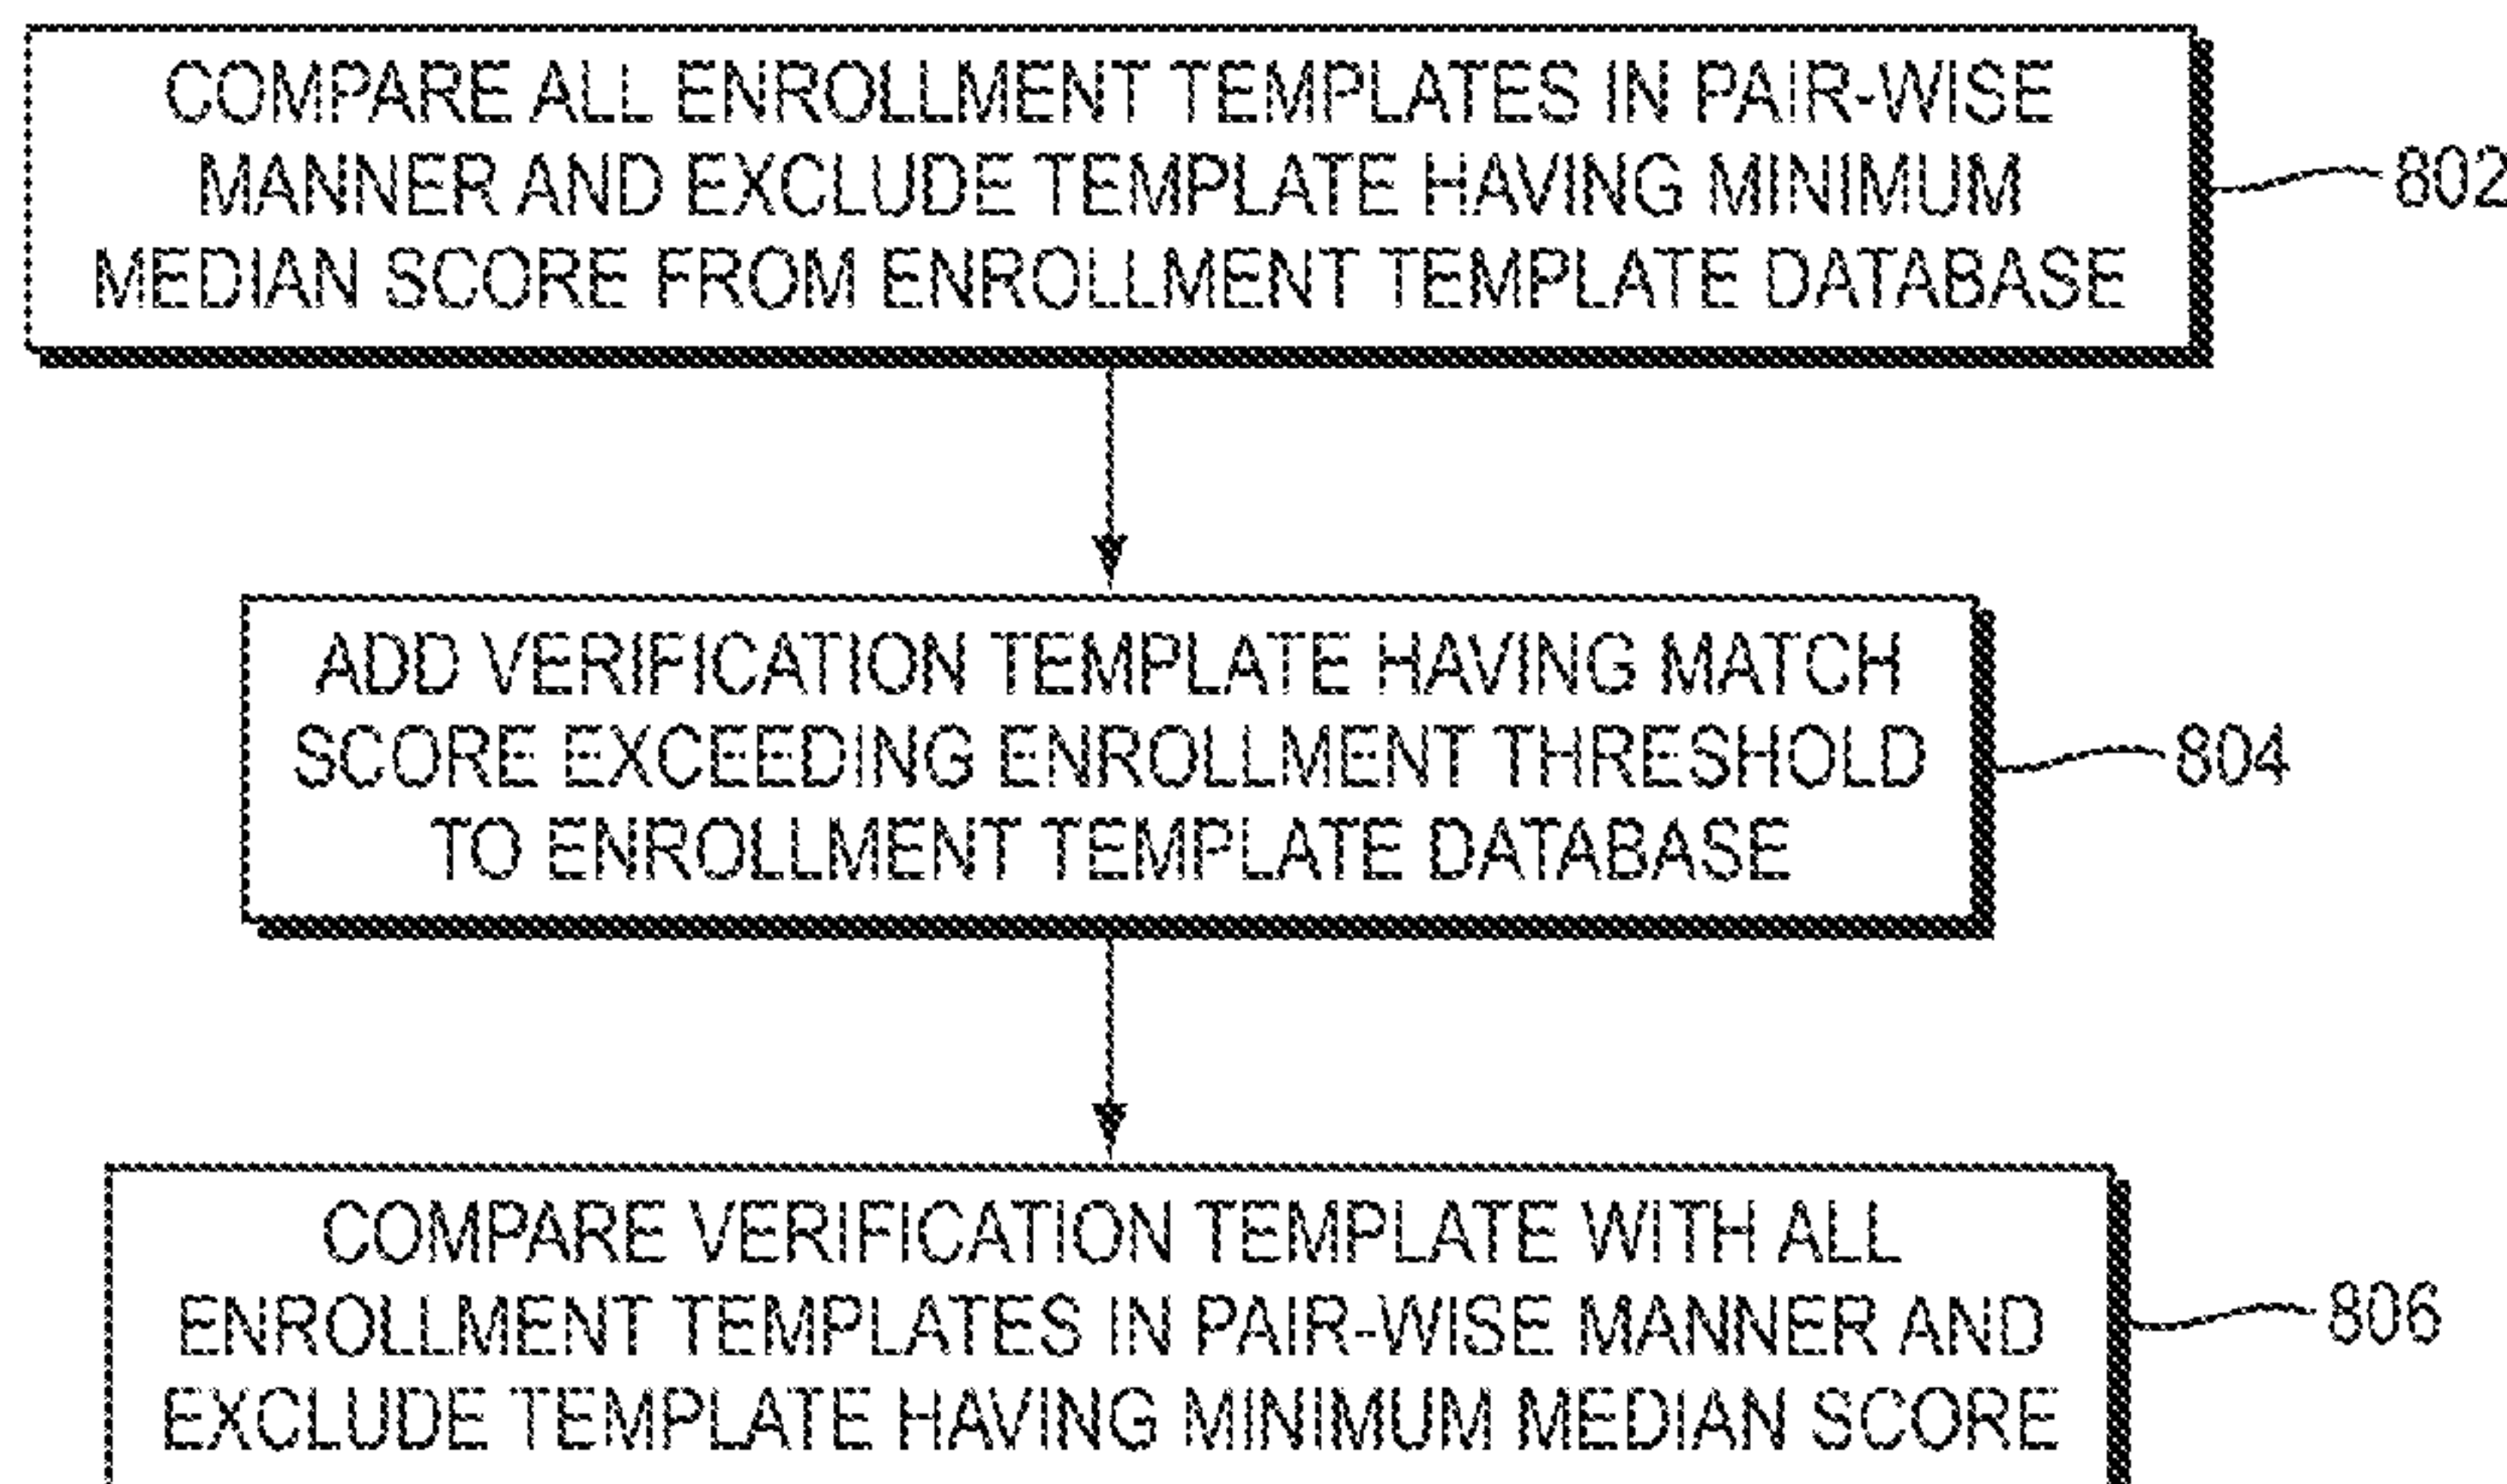 COMPARE ALL ENROLLMENT TEMPLATES IN PAIR-WISE
MANNER AND EXCLUDE TEMPLATE HAVING MINIMUM
MEDIAN SCORE FROM ENROLLMENT TEMPLATE DATABASE
802
ADD VERIFICATION TEMPLATE HAVING MATCH
SCORE EXCEEDING ENROLLMENT THRESHOLD
TO ENROLLMENT TEMPLATE DATABASE
804
COMPARE VERIFICATION TEMPLATE WITH ALL
ENROLLMENT TEMPLATES IN PAIR-WISE MANNER AND
EXCLUDE TEMPLATE HAVING MINIMUM MEDIAN SCORE
806